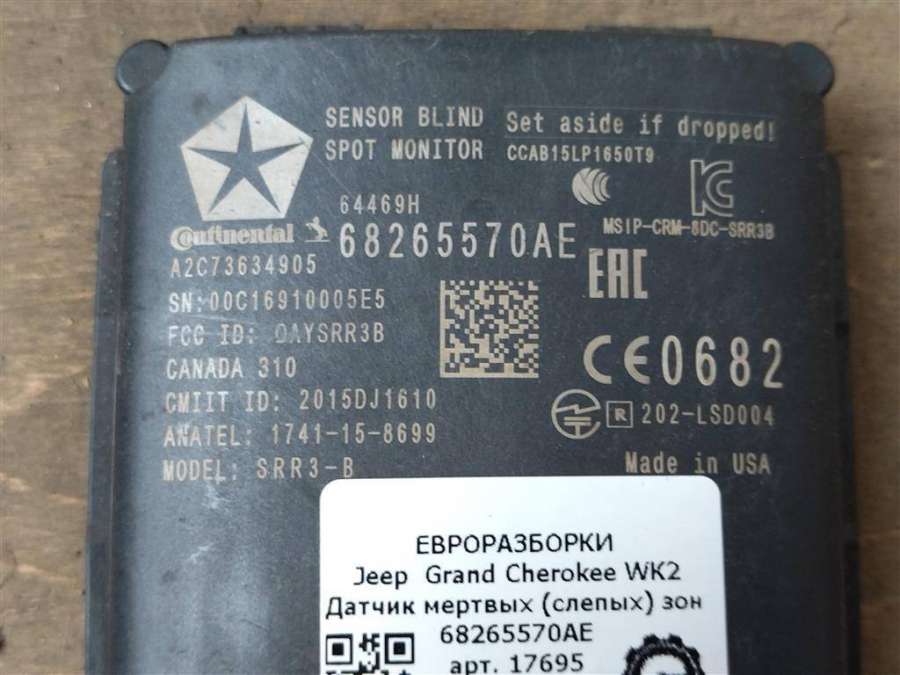 SENSOR BLIND
SPOT MONITOR
Set aside if dropped!
CCAB15LP1650T9
64469H
MSIP-CRM-8DC-SRR3B
Continental
68265570AE
A2C73634905
EAC
SN:00C16910005E5
FCC ID: OAYSRR3B
CANADA 310
CE0682
CMIIT ID: 2015DJ1610
R 202-LSD004
ANATEL: 1741-15-8699
MODEL: SRR3-B
Made in USA
ЕВРОРАЗБОРКИ
Jeep Grand Cherokee WK2
Датчик мертвых (слепых) зон
68265570AE
арт. 17695